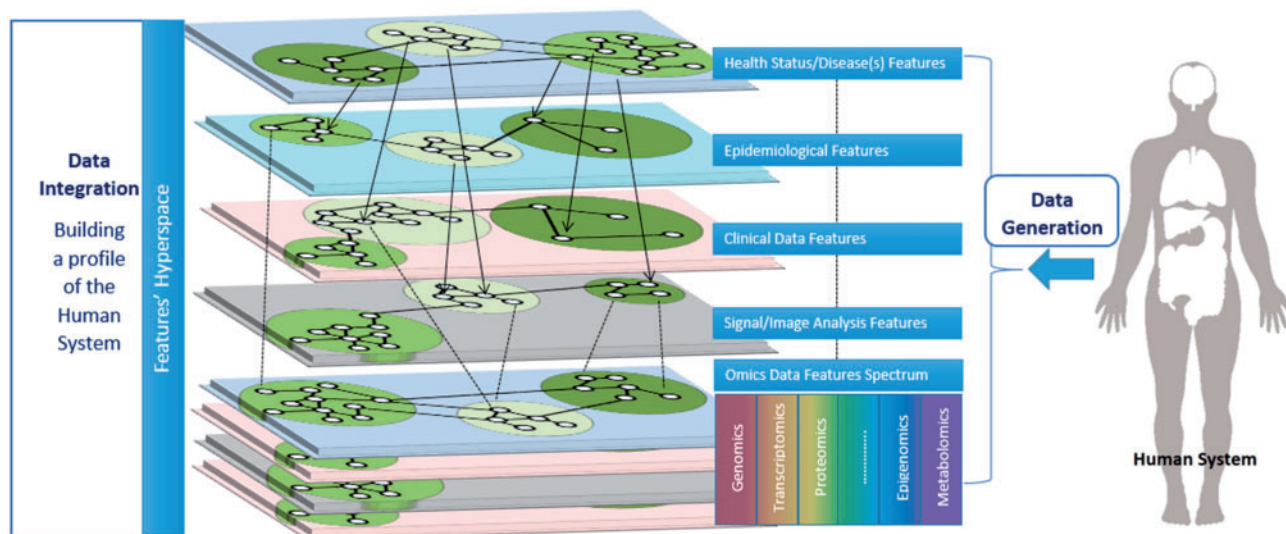 Data
Integration
Building
a profile
of the
Human
System
Features' Hyperspace
Health Status/Disease(s) Features
Epidemiological Features
Clinical Data Features
Signal/Image Analysis Features
Omics Data Features Spectrum
Genomics
Transcriptomics
Proteomics
............
Epigenomics
Metabolomics
Data
Generation
Human System